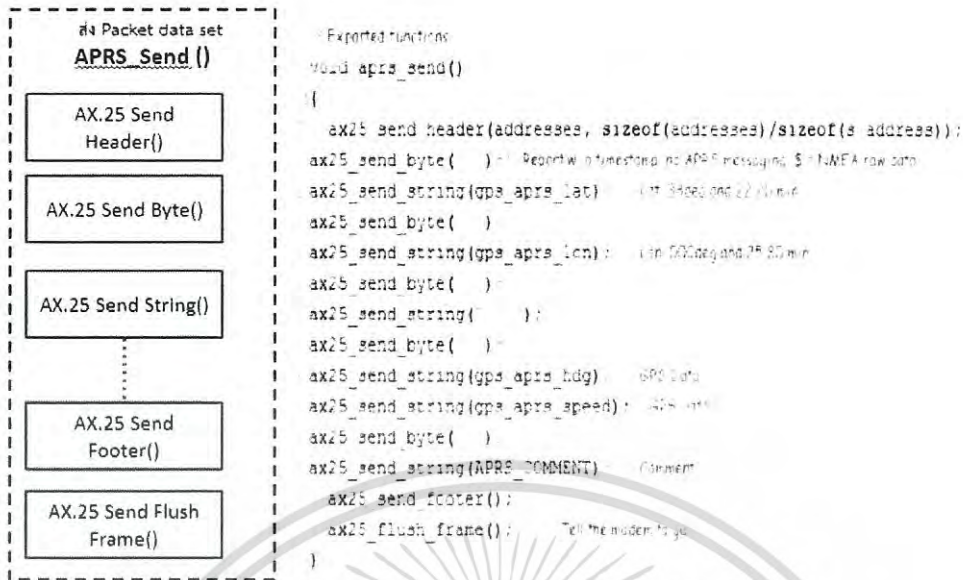 ส่ง Packet data set
APRS_Send ()
AX.25 Send
Header()
AX.25 Send Byte()
AX.25 Send String()
AX.25 Send
Footer()
AX.25 Send Flush
Frame()
Exported functions
void aprs_send()
{
ax25_send_header(addresses, sizeof(addresses)/sizeof(s_address));
ax25_send_byte( )
ax25_send_string(gps_aprs_lat)
ax25_send_byte( )
ax25_send_string(gps_aprs_lon);
ax25_send_byte( )
ax25_send_string( );
ax25_send_byte( )
ax25_send_string(gps_aprs_hdg)
ax25_send_string(gps_aprs_speed);
ax25_send_byte( )
ax25_send_string(APRS_COMMENT) Comment
ax25_send_footer();
ax25_flush_frame(); Tell the modem to go
}